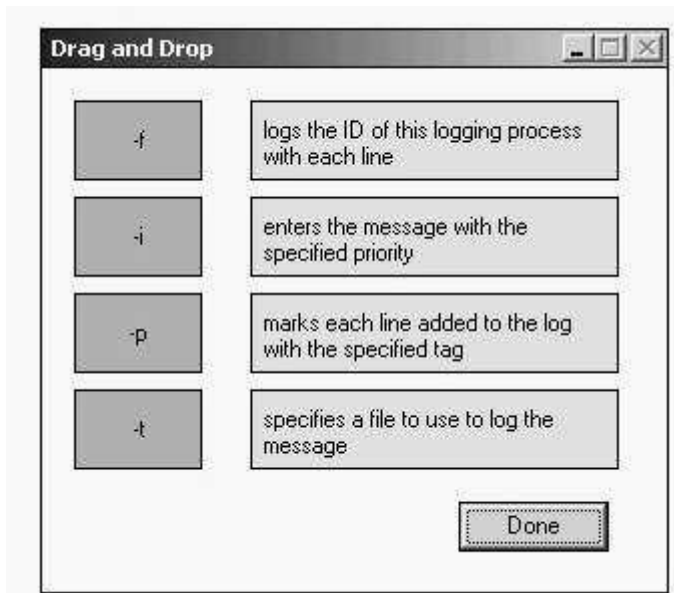 Drag and Drop
-f
logs the ID of this logging process
with each line
-i
enters the message with the
specified priority
-p
marks each line added to the log
with the specified tag
-t
specifies a file to use to log the
message
Done